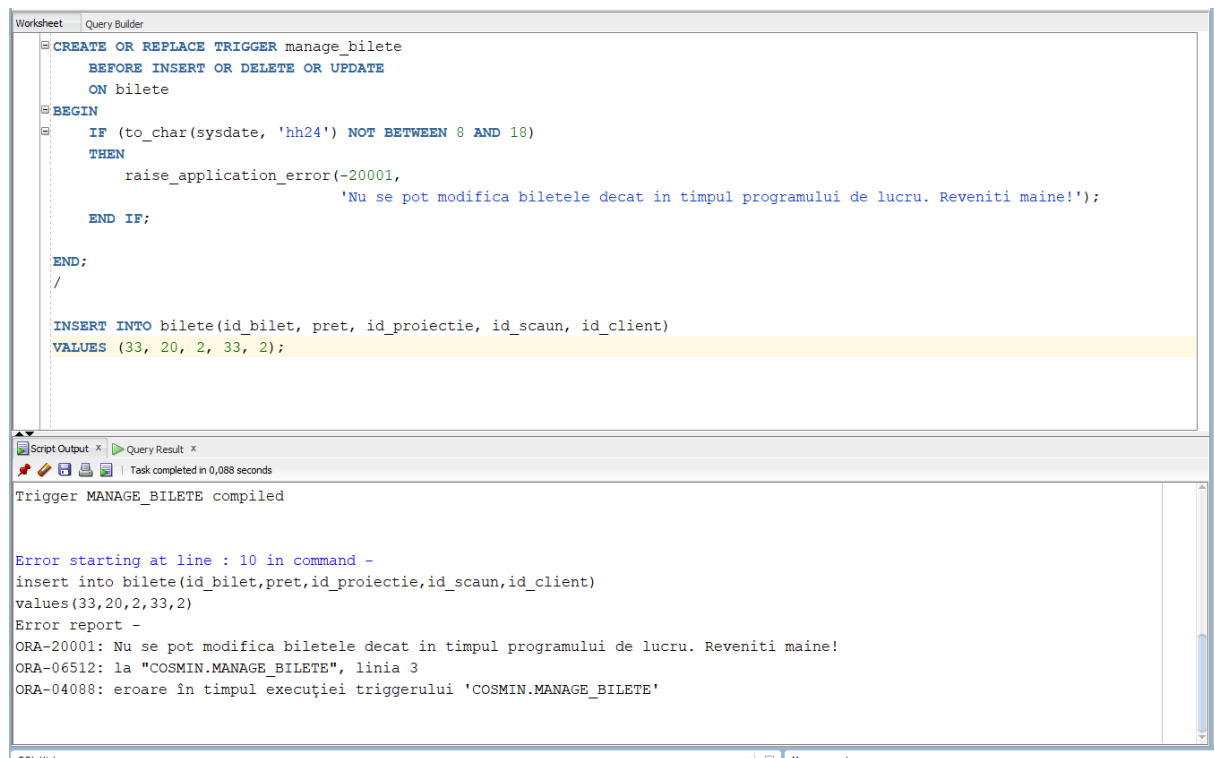 Worksheet Query Builder
CREATE OR REPLACE TRIGGER manage_bilete
BEFORE INSERT OR DELETE OR UPDATE
ON bilete
BEGIN
IF (to_char(sysdate, 'hh24') NOT BETWEEN 8 AND 18)
THEN
raise_application_error(-20001,
'Nu se pot modifica biletele decat in timpul programului de lucru. Reveniti maine!');
END IF;
END;
/
INSERT INTO bilete(id_bilet, pret, id_proiectie, id_scaun, id_client)
VALUES (33, 20, 2, 33, 2);
Script Output x Query Result x
Task completed in 0,088 seconds
Trigger MANAGE_BILETE compiled
Error starting at line : 10 in command -
insert into bilete(id_bilet,pret,id_proiectie,id_scaun,id_client)
values(33,20,2,33,2)
Error report -
ORA-20001: Nu se pot modifica biletele decat in timpul programului de lucru. Reveniti maine!
ORA-06512: la "COSMIN.MANAGE_BILETE", linia 3
ORA-04088: eroare în timpul execuţiei triggerului 'COSMIN.MANAGE_BILETE'